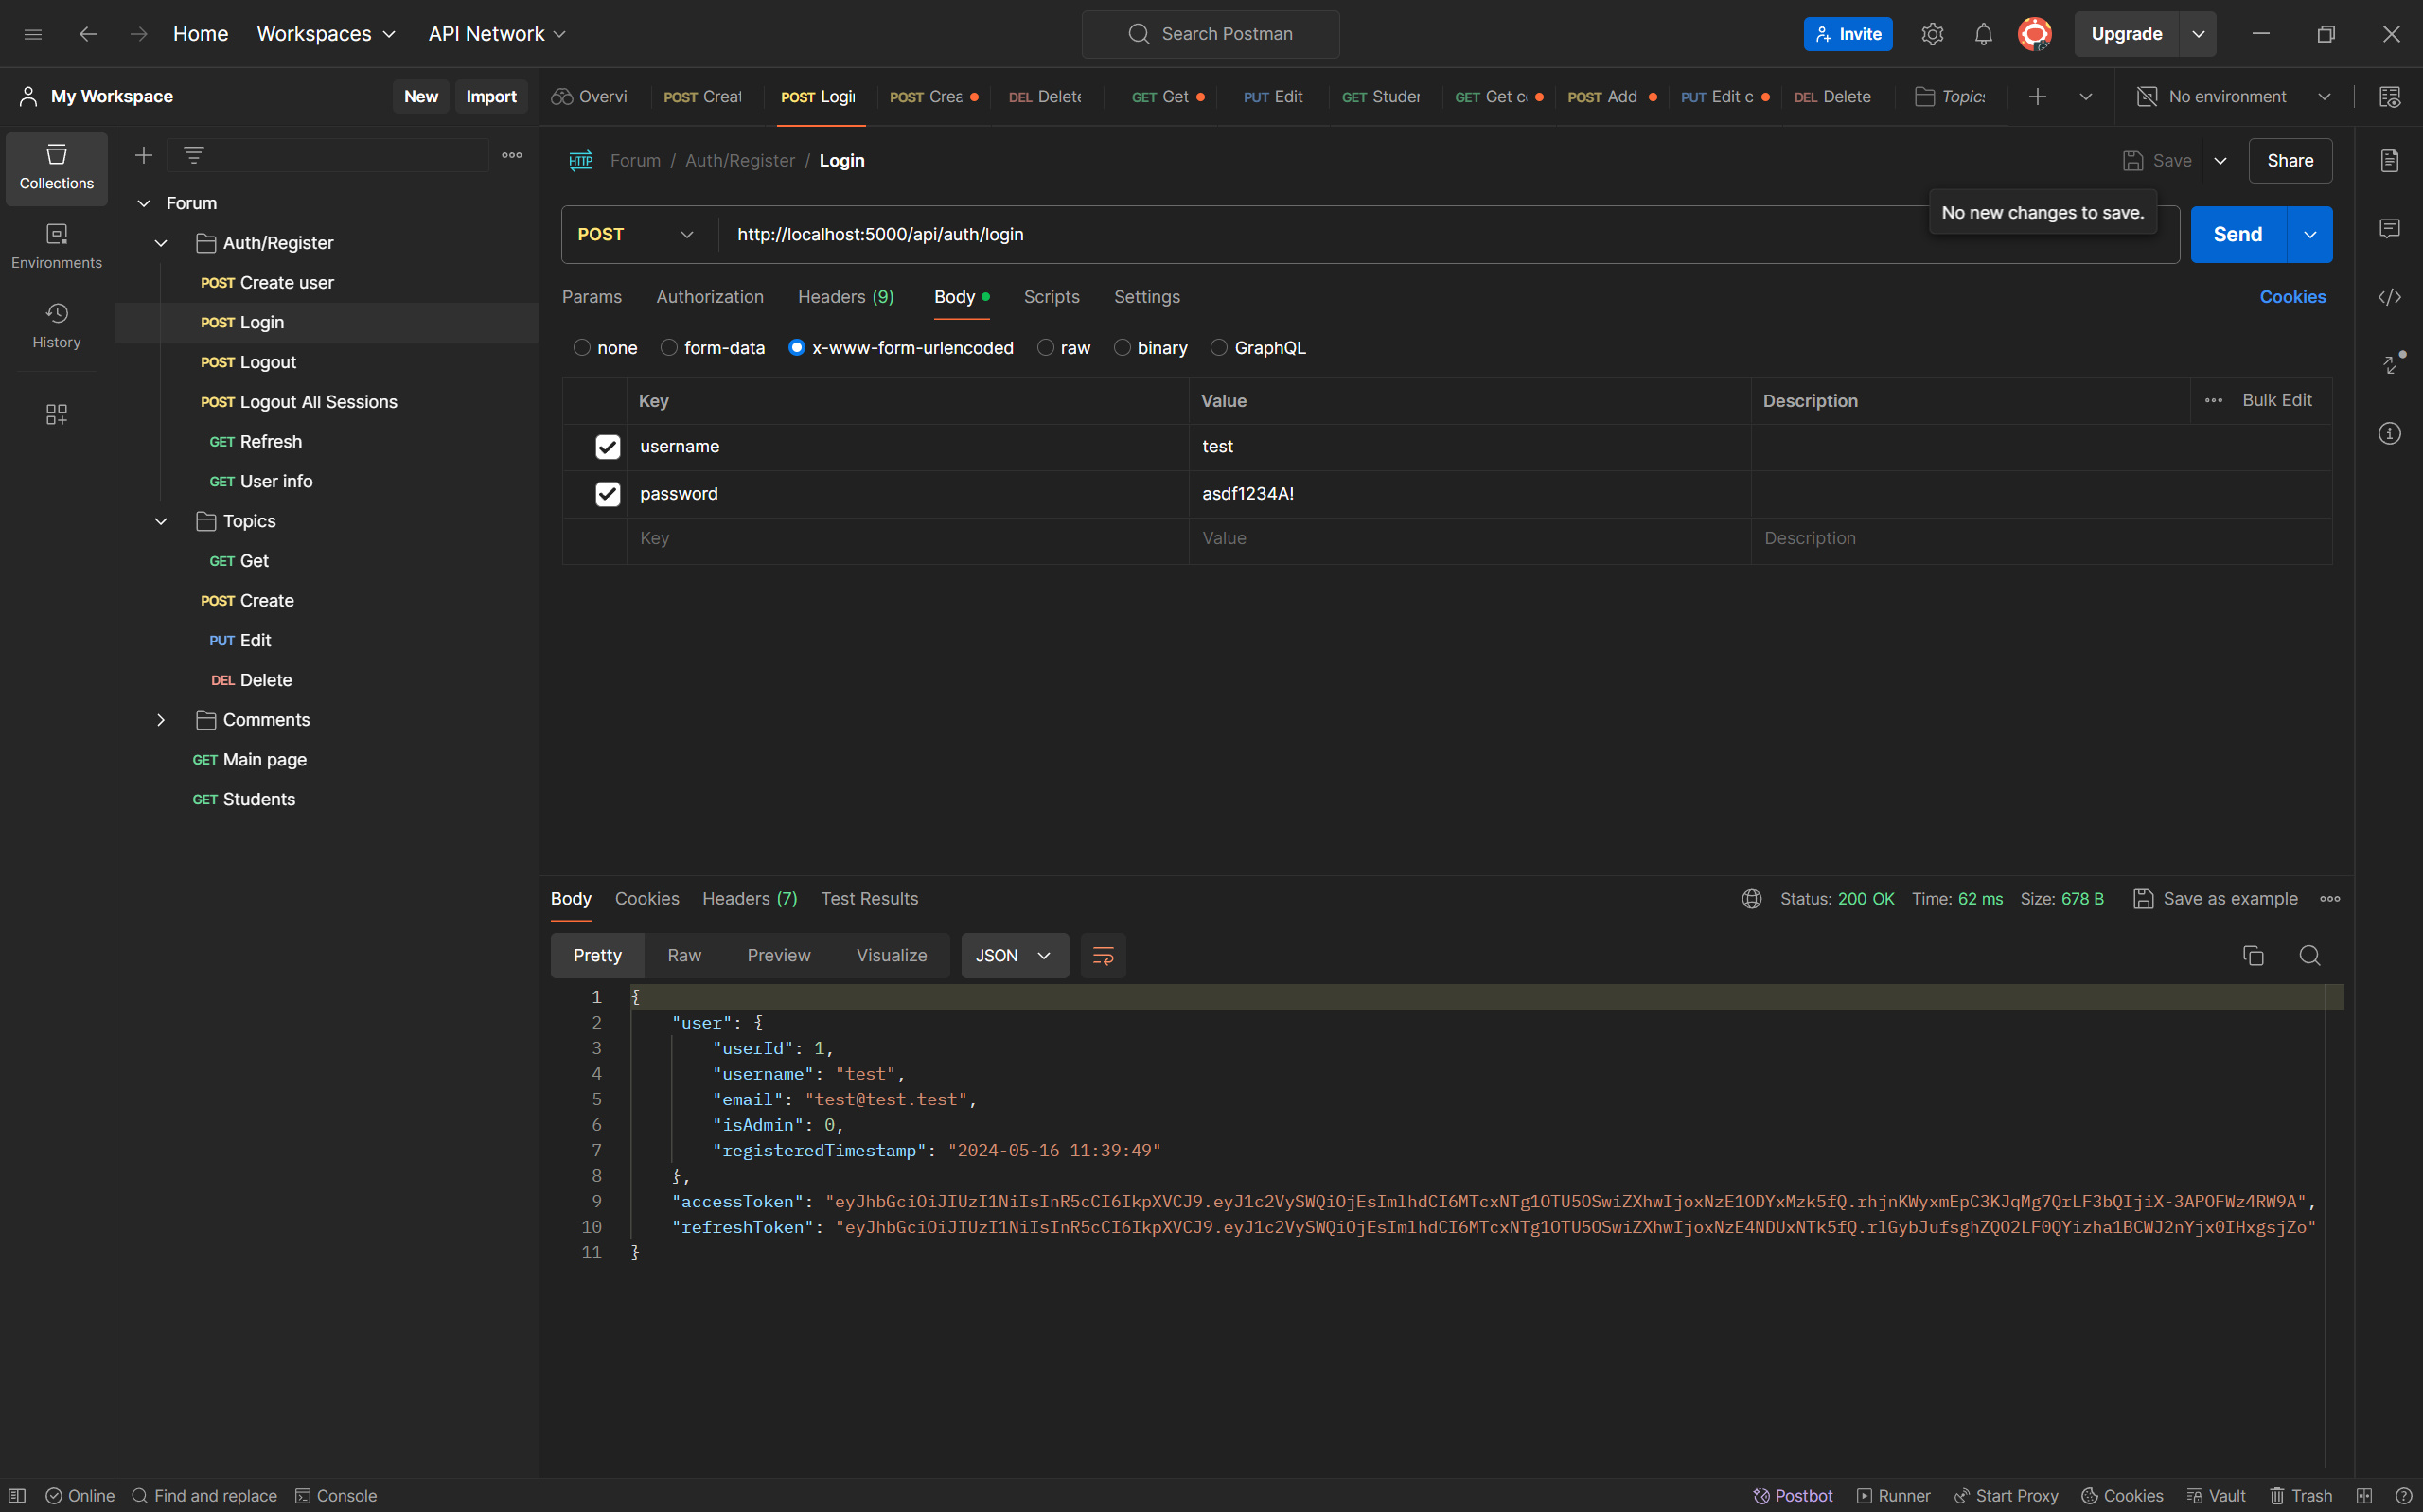 Home Workspaces API Network Search Postman Invite Upgrade
My Workspace New Import Overvi POST Creat POST Login POST Crea DEL Delete GET Get PUT Edit GET Studer GET Get c POST Add PUT Edit c DEL Delete Topics No environment
Collections
Environments
History
Forum
Auth/Register
POST Create user
POST Login
POST Logout
POST Logout All Sessions
GET Refresh
GET User info
Topics
GET Get
POST Create
PUT Edit
DEL Delete
Comments
GET Main page
GET Students
HTTP Forum / Auth/Register / Login Save Share
No new changes to save.
POST http://localhost:5000/api/auth/login Send
Params Authorization Headers (9) Body Scripts Settings Cookies
none form-data x-www-form-urlencoded raw binary GraphQL
Key Value Description Bulk Edit
username test
password asdf1234A!
Key Value Description
Body Cookies Headers (7) Test Results Status: 200 OK Time: 62 ms Size: 678 B Save as example
Pretty Raw Preview Visualize JSON
1 {
2 "user": {
3 "userId": 1,
4 "username": "test",
5 "email": "test@test.test",
6 "isAdmin": 0,
7 "registeredTimestamp": "2024-05-16 11:39:49"
8 },
9 "accessToken": "eyJhbGciOiJIUzI1NiIsInR5cCI6IkpXVCJ9.eyJ1c2VySWQiOjEsImlhdCI6MTcxNTg1OTU5OSwiZXhwIjoxNzE1ODYxMzk5fQ.rhjnKWyxmEpC3KJqMg7QrLF3bQIjiX-3APOFWz4RW9A",
10 "refreshToken": "eyJhbGciOiJIUzI1NiIsInR5cCI6IkpXVCJ9.eyJ1c2VySWQiOjEsImlhdCI6MTcxNTg1OTU5OSwiZXhwIjoxNzE4NDUxNTk5fQ.rlGybJufsghZQO2LF0QYizha1BCWJ2nYjx0IHxgsjZo"
11 }
Online Find and replace Console Postbot Runner Start Proxy Cookies Vault Trash